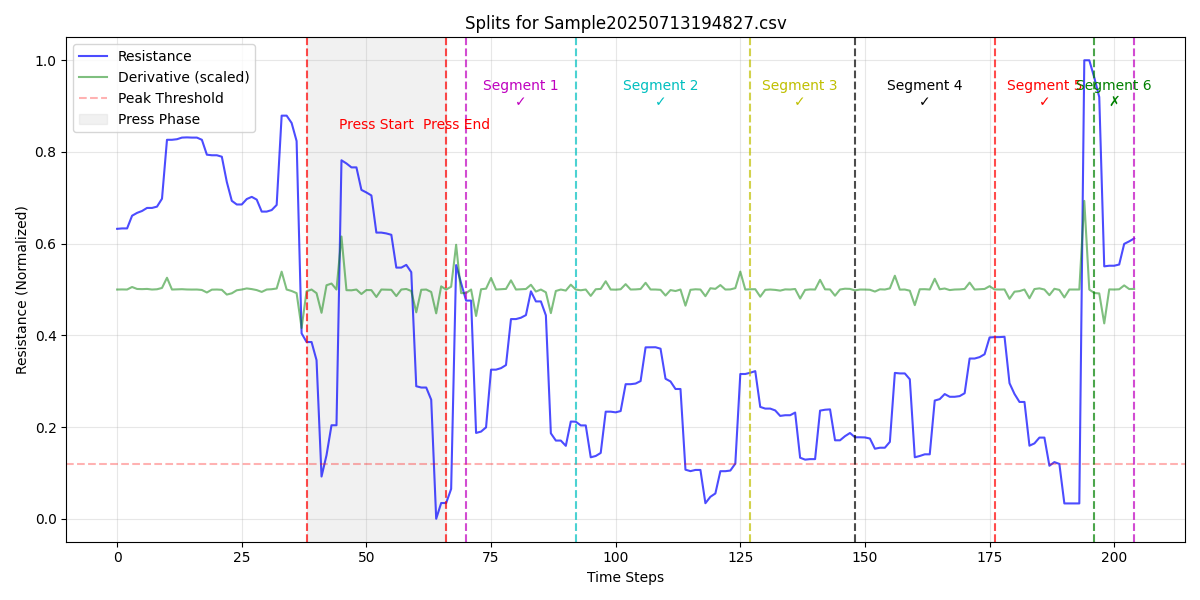 Splits for Sample20250713194827.csv
Resistance
Derivative (scaled)
Peak Threshold
Press Phase
Press Start
Press End
Segment 1
✓
Segment 2
✓
Segment 3
✓
Segment 4
✓
Segment 5
✓
Segment 6
✗
Resistance (Normalized)
1.0
0.8
0.6
0.4
0.2
0.0
0
25
50
75
100
125
150
175
200
Time Steps